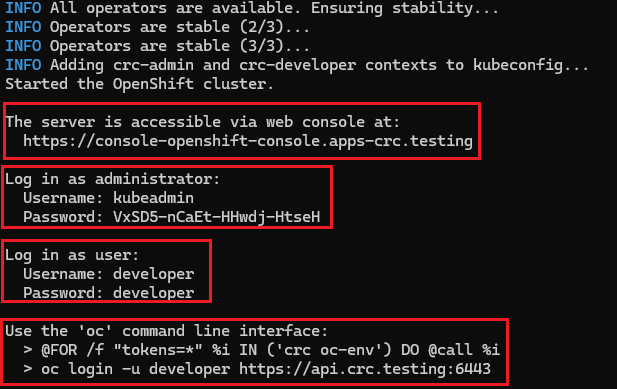 INFO All operators are available. Ensuring stability...
INFO Operators are stable (2/3)...
INFO Operators are stable (3/3)...
INFO Adding crc-admin and crc-developer contexts to kubeconfig...
Started the OpenShift cluster.
The server is accessible via web console at:
https://console-openshift-console.apps-crc.testing
Log in as administrator:
Username: kubeadmin
Password: VxSD5-nCaEt-HHwdj-HtseH
Log in as user:
Username: developer
Password: developer
Use the 'oc' command line interface:
> @FOR /f "tokens=*" %i IN ('crc oc-env') DO @call %i
> oc login -u developer https://api.crc.testing:6443